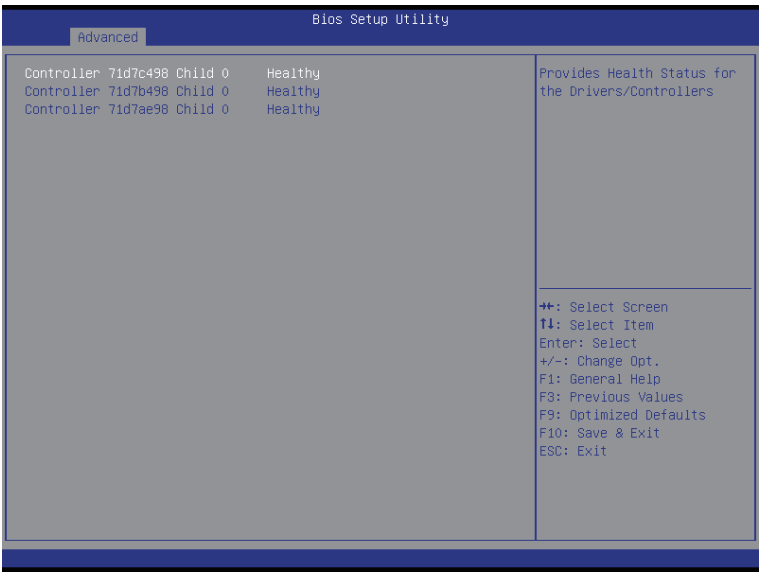 Bios Setup Utility
Advanced
Controller 71d7c498 Child 0 Healthy
Controller 71d7b498 Child 0 Healthy
Controller 71d7ae98 Child 0 Healthy
Provides Health Status for
the Drivers/Controllers
→←: Select Screen
↑↓: Select Item
Enter: Select
+/-: Change Opt.
F1: General Help
F3: Previous Values
F9: Optimized Defaults
F10: Save & Exit
ESC: Exit